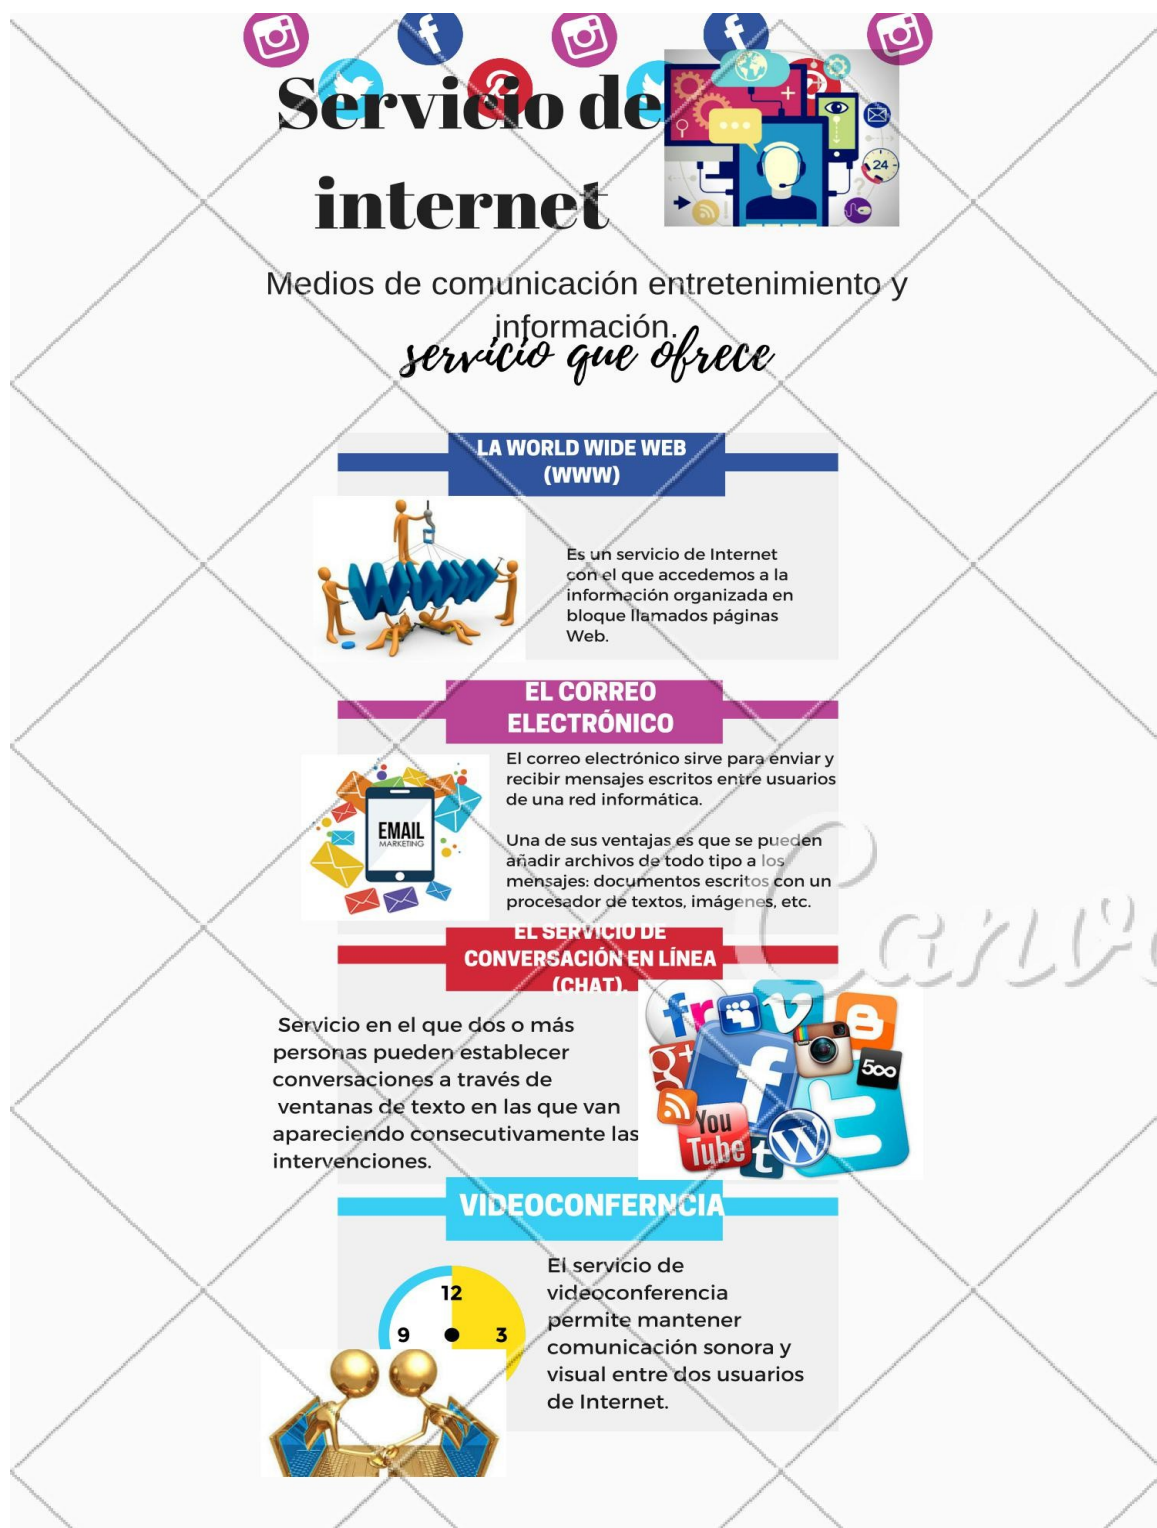 Servicio de
internet
24
Medios de comunicación entretenimiento y
información.
servicio que ofrece
LA WORLD WIDE WEB
(WWW)
WWWW
Es un servicio de Internet
con el que accedemos a la
información organizada en
bloque llamados páginas
Web.
EL CORREO
ELECTRÓNICO
EMAIL
MARKETING
El correo electrónico sirve para enviar y
recibir mensajes escritos entre usuarios
de una red informática.
Una de sus ventajas es que se pueden
añadir archivos de todo tipo a los
mensajes: documentos escritos con un
procesador de textos, imágenes, etc.
Canva
EL SERVICIO DE
CONVERSACIÓN EN LÍNEA
(CHAT).
Servicio en el que dos o más
personas pueden establecer
conversaciones a través de
ventanas de texto en las que van
apareciendo consecutivamente las
intervenciones.
fr
g+
500
You
Tube
VIDEOCONFERNCIA
12
9
3
El servicio de
videoconferencia
permite mantener
comunicación sonora y
visual entre dos usuarios
de Internet.